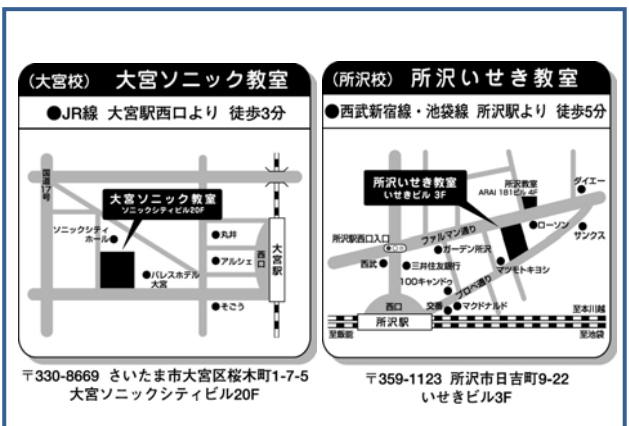 (大宮校) 大宮ソニック教室
●JR線 大宮駅西口より 徒歩3分
国道17号
大宮ソニック教室
ソニックシティビル20F
ソニックシティ
ホール
丸井
アルシェ
パレスホテル
大宮
そごう
西口
大宮駅
〒330-8669 さいたま市大宮区桜木町1-7-5
大宮ソニックシティビル20F
(所沢校) 所沢いせき教室
●西武新宿線・池袋線 所沢駅より 徒歩5分
所沢いせき教室
いせきビル 3F
所沢教室
ARAI 181ビル 4F
ダイエー
ローソン
サンクス
所沢駅西口入口
ファルマン通り
ガーデン所沢
西武
三井住友銀行
マツモトキヨシ
100キャンドゥ
プロペ通り
西口
交番
マクドナルド
至本川越
所沢駅
至飯能
至池袋
〒359-1123 所沢市日吉町9-22
いせきビル3F